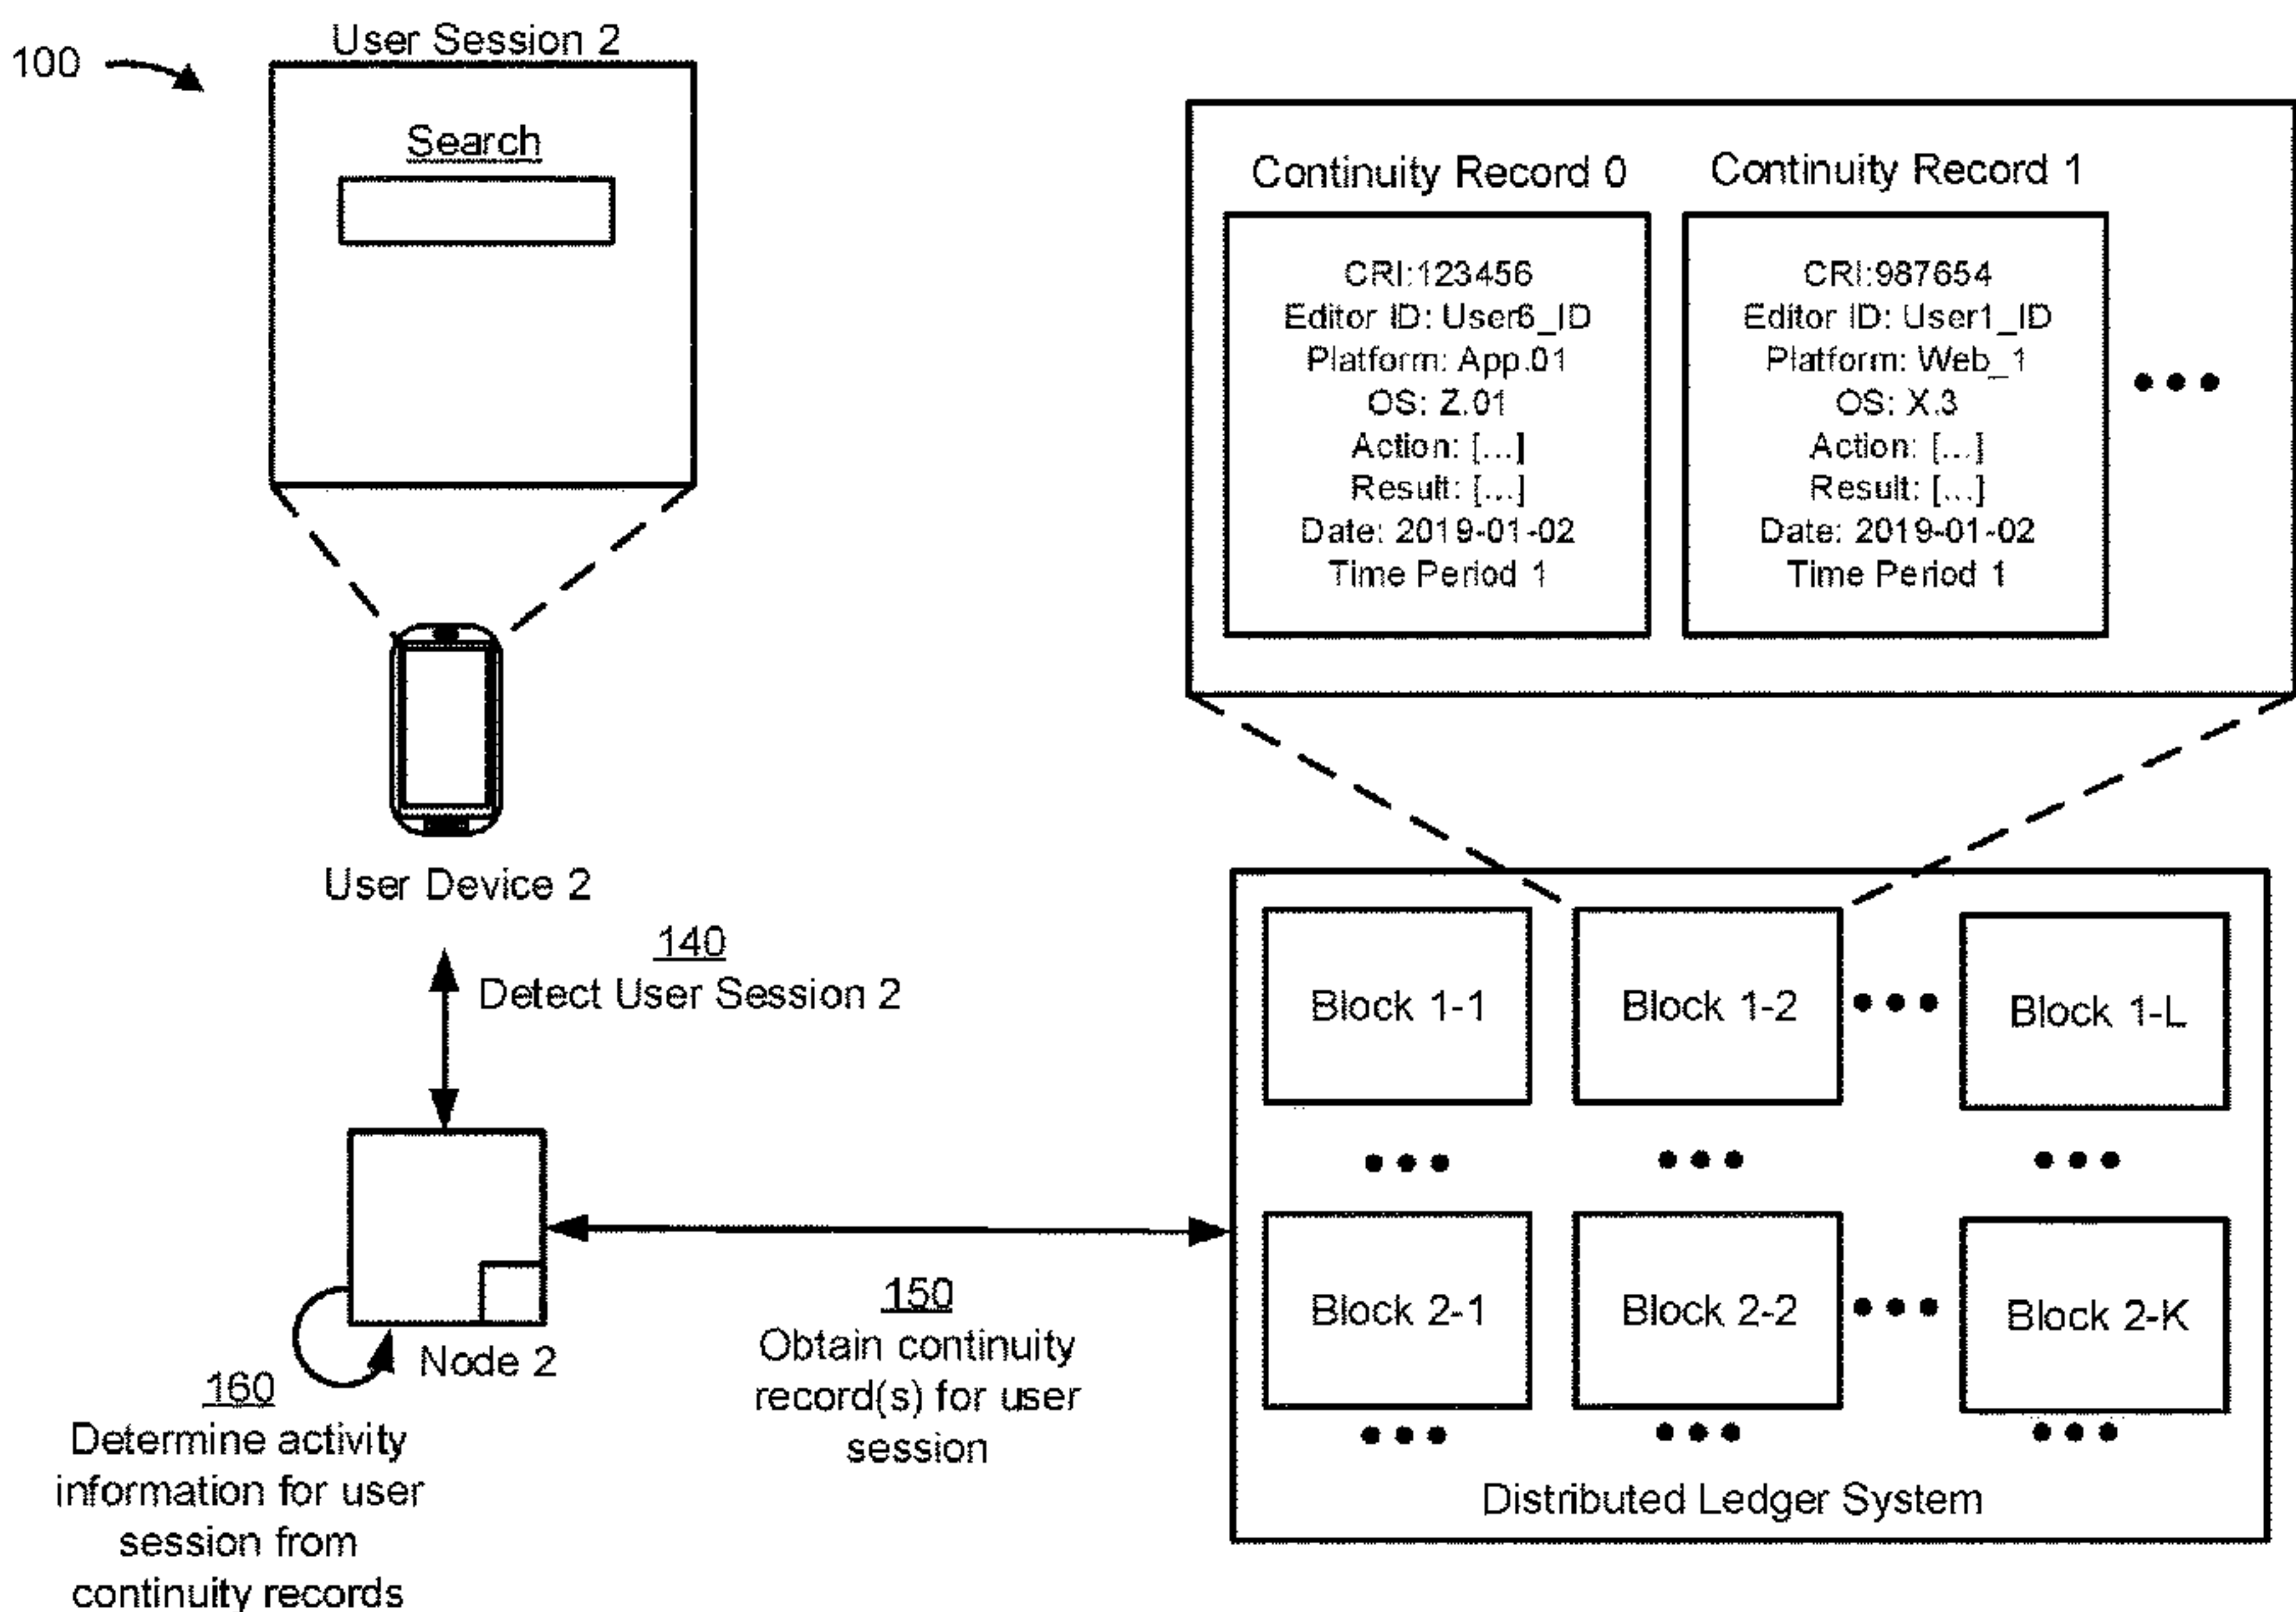 100
User Session 2
Search
Continuity Record 0
CRI:123456
Editor ID: User6_ID
Platform: App.01
OS: Z.01
Action: [...]
Result: [...]
Date: 2019-01-02
Time Period 1
Continuity Record 1
CRI:987654
Editor ID: User1_ID
Platform: Web_1
OS: X.3
Action: [...]
Result: [...]
Date: 2019-01-02
Time Period 1
User Device 2
140
Detect User Session 2
Node 2
150
Obtain continuity
record(s) for user
session
160
Determine activity
information for user
session from
continuity records
Block 1-1
Block 1-2
Block 1-L
Block 2-1
Block 2-2
Block 2-K
Distributed Ledger System